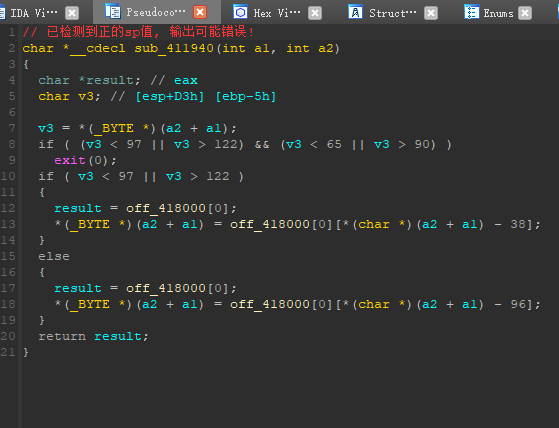 IDA Vi⋯ Pseudoco⋯ Hex Vi⋯ Struct⋯ Enums
1 // 已检测到正的sp值, 输出可能错误!
2 char *__cdecl sub_411940(int a1, int a2)
3 {
4 char *result; // eax
5 char v3; // [esp+D3h] [ebp-5h]
6
7 v3 = *(_BYTE *)(a2 + a1);
8 if ( (v3 < 97 || v3 > 122) && (v3 < 65 || v3 > 90) )
9 exit(0);
10 if ( v3 < 97 || v3 > 122 )
11 {
12 result = off_418000[0];
13 *(_BYTE *)(a2 + a1) = off_418000[0][*(char *)(a2 + a1) - 38];
14 }
15 else
16 {
17 result = off_418000[0];
18 *(_BYTE *)(a2 + a1) = off_418000[0][*(char *)(a2 + a1) - 96];
19 }
20 return result;
21 }